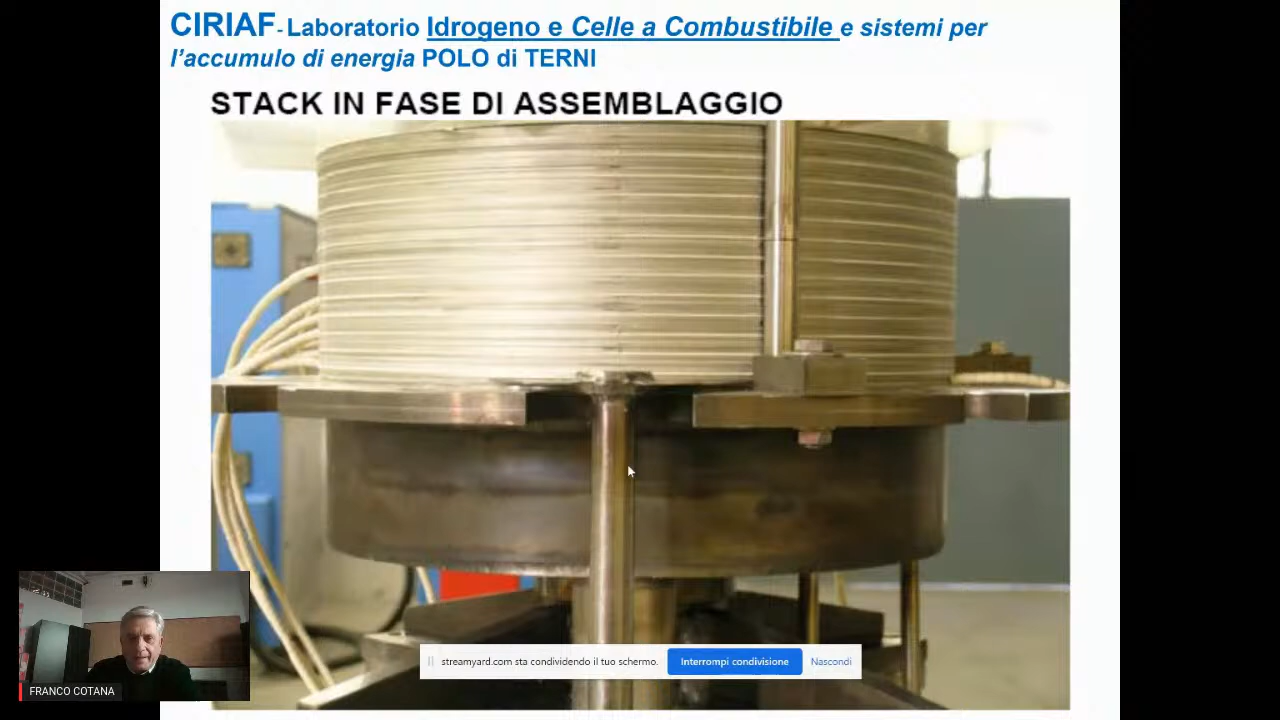 CIRIAF- Laboratorio Idrogeno e Celle a Combustibile e sistemi per
l'accumulo di energia POLO di TERNI
STACK IN FASE DI ASSEMBLAGGIO
streamyard.com sta condividendo il tuo schermo.
Interrompi condivisione
Nascondi
FRANCO COTANA